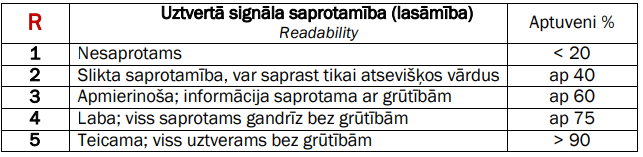 R Uztvertā signāla saprotamība (lasāmība) Aptuveni %
Readability
1 Nesaprotams < 20
2 Slikta saprotamība, var saprast tikai atsevišķos vārdus ap 40
3 Apmierinoša; informācija saprotama ar grūtībām ap 60
4 Laba; viss saprotams gandrīz bez grūtībām ap 75
5 Teicama; viss uztverams bez grūtībām > 90